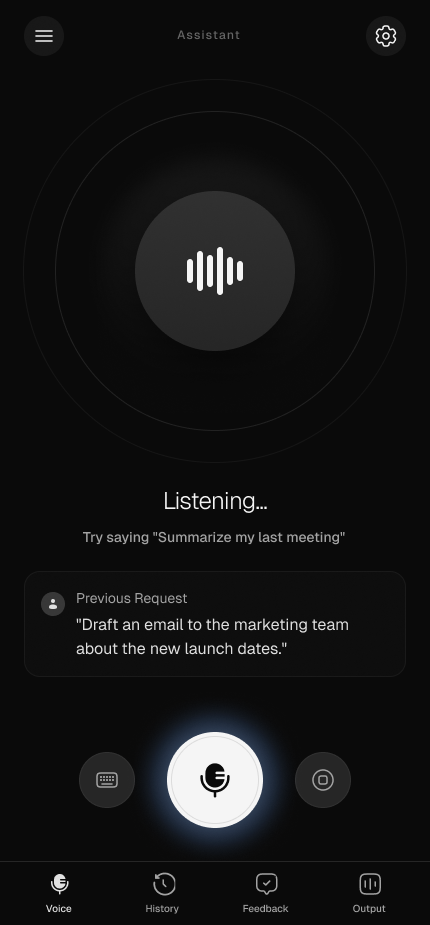 Assistant
Listening...
Try saying "Summarize my last meeting"
Previous Request
"Draft an email to the marketing team
about the new launch dates."
Voice
History
Feedback
Output